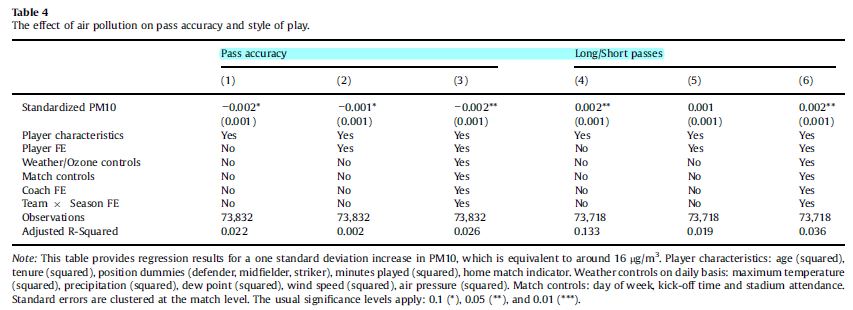 Table 4
The effect of air pollution on pass accuracy and style of play.
Pass accuracy Long/Short passes
(1) (2) (3) (4) (5) (6)
Standardized PM10 −0.002* −0.001* −0.002** 0.002** 0.001 0.002**
(0.001) (0.001) (0.001) (0.001) (0.001) (0.001)
Player characteristics Yes Yes Yes Yes Yes Yes
Player FE No Yes Yes No Yes Yes
Weather/Ozone controls No No Yes No No Yes
Match controls No No Yes No No Yes
Coach FE No No Yes No No Yes
Team × Season FE No No Yes No No Yes
Observations 73,832 73,832 73,832 73,718 73,718 73,718
Adjusted R-Squared 0.022 0.002 0.026 0.133 0.019 0.036
Note: This table provides regression results for a one standard deviation increase in PM10, which is equivalent to around 16 μg/m³. Player characteristics: age (squared),
tenure (squared), position dummies (defender, midfielder, striker), minutes played (squared), home match indicator. Weather controls on daily basis: maximum temperature
(squared), precipitation (squared), dew point (squared), wind speed (squared), air pressure (squared). Match controls: day of week, kick-off time and stadium attendance.
Standard errors are clustered at the match level. The usual significance levels apply: 0.1 (*), 0.05 (**), and 0.01 (***).